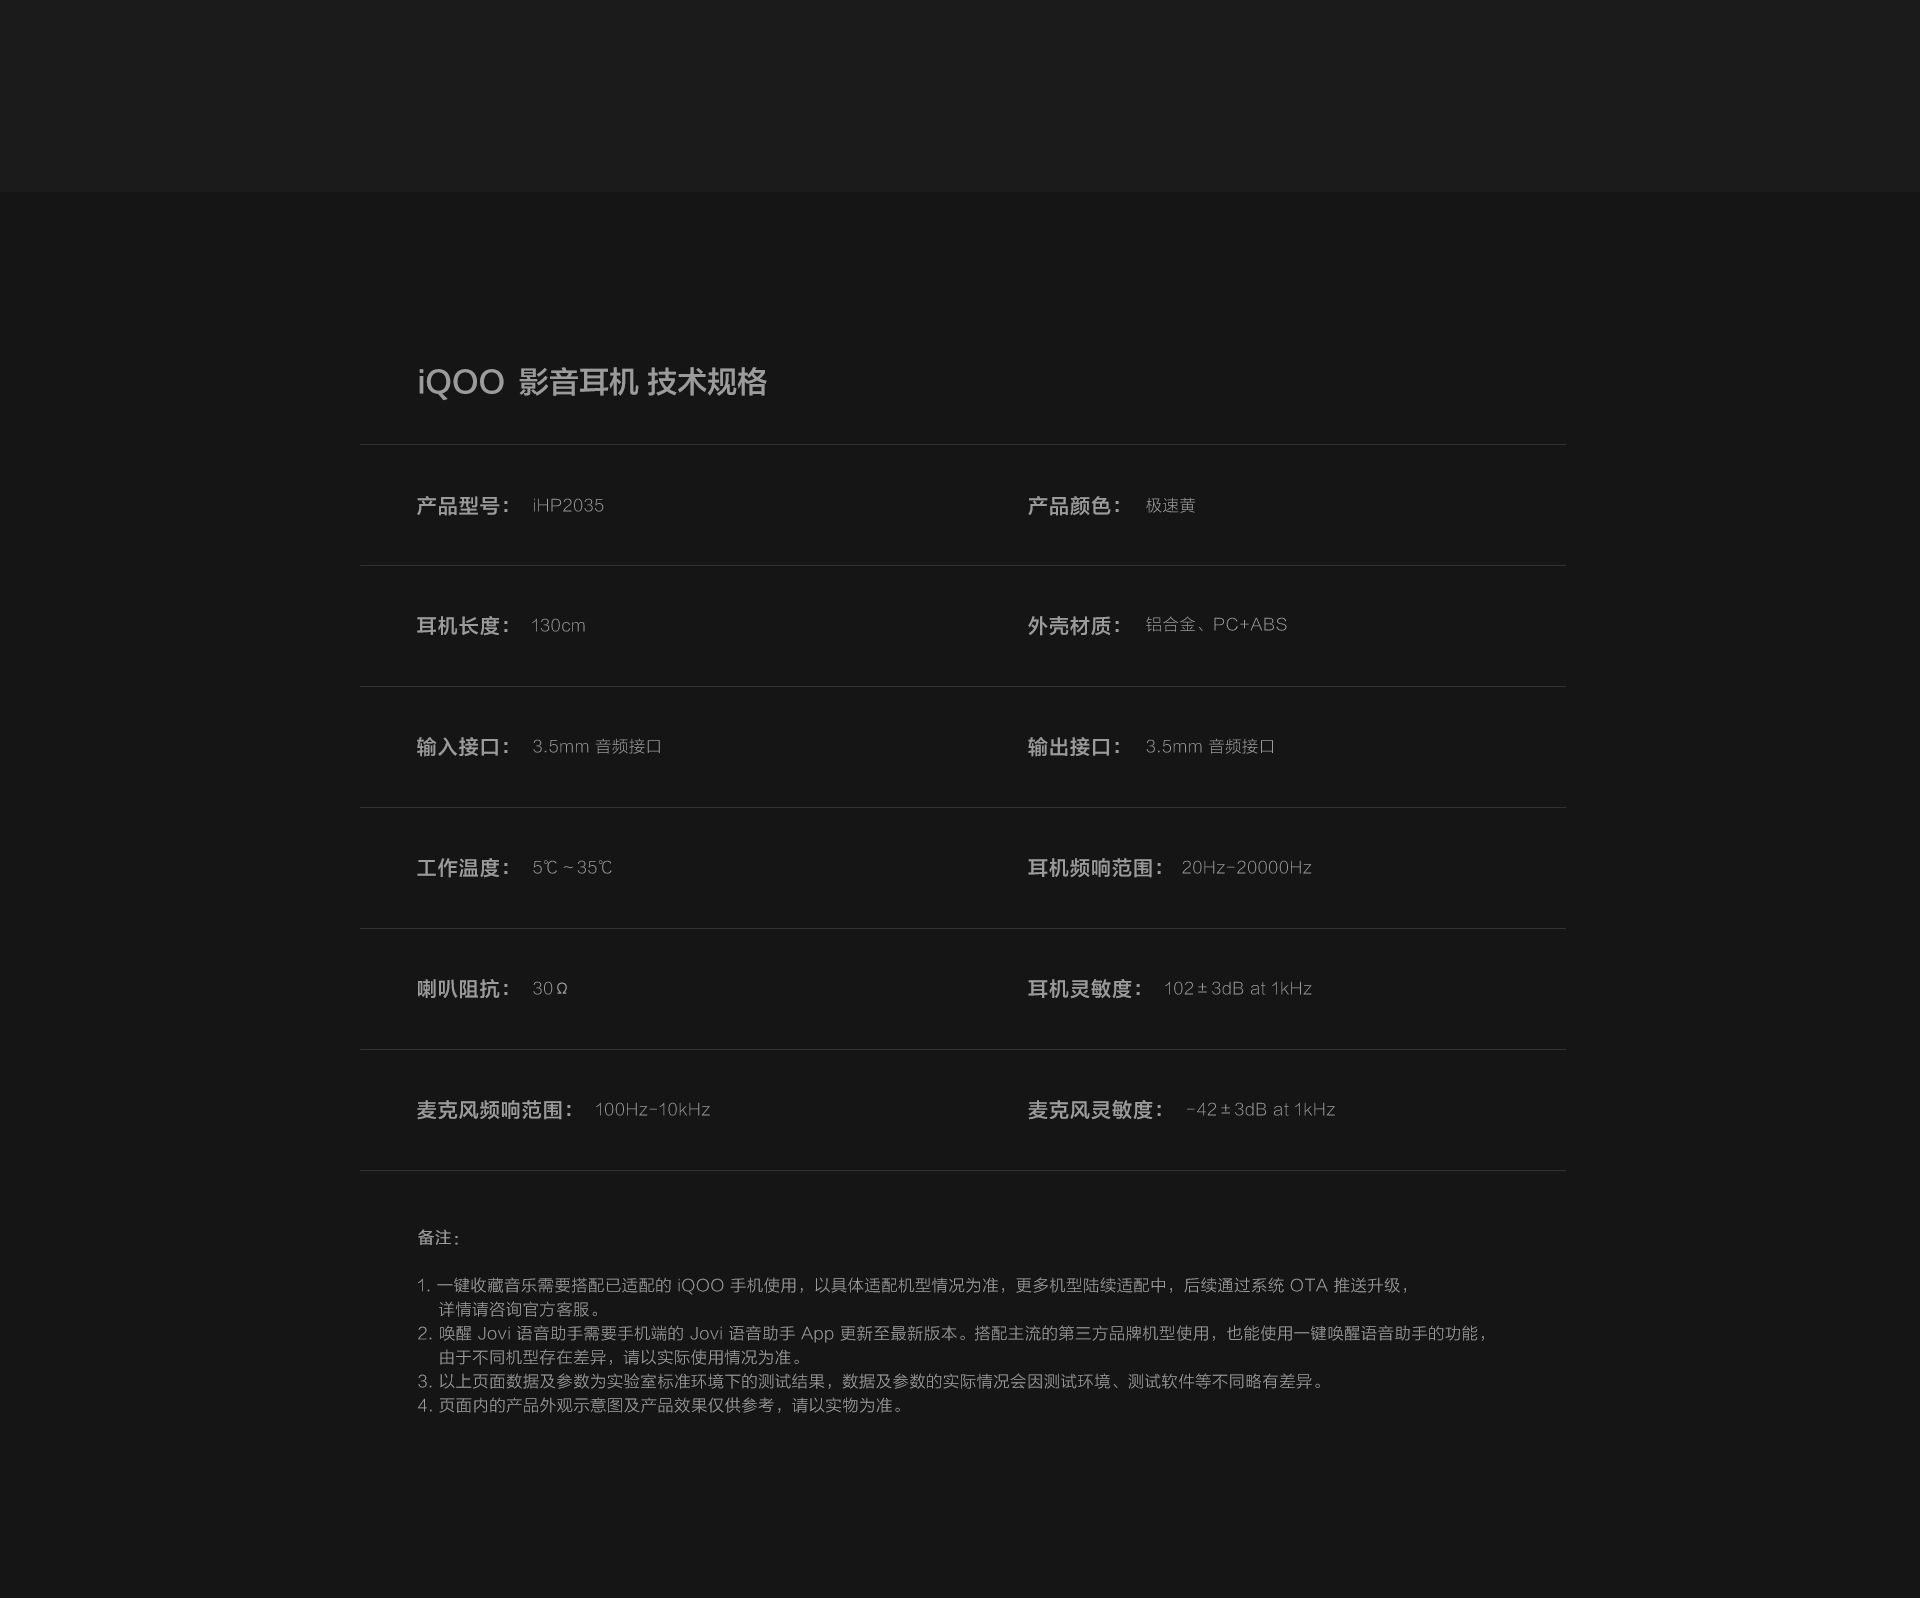 iQOO 影音耳机 技术规格
产品型号： iHP2035
产品颜色： 极速黄
耳机长度： 130cm
外壳材质： 铝合金、PC+ABS
输入接口： 3.5mm 音频接口
输出接口： 3.5mm 音频接口
工作温度： 5℃ ~ 35℃
耳机频响范围： 20Hz-20000Hz
喇叭阻抗： 30Ω
耳机灵敏度： 102±3dB at 1kHz
麦克风频响范围： 100Hz-10kHz
麦克风灵敏度： -42±3dB at 1kHz
备注：
1. 一键收藏音乐需要搭配已适配的 iQOO 手机使用，以具体适配机型情况为准，更多机型陆续适配中，后续通过系统 OTA 推送升级，
详情请咨询官方客服。
2. 唤醒 Jovi 语音助手需要手机端的 Jovi 语音助手 App 更新至最新版本。搭配主流的第三方品牌机型使用，也能使用一键唤醒语音助手的功能，
由于不同机型存在差异，请以实际使用情况为准。
3. 以上页面数据及参数为实验室标准环境下的测试结果，数据及参数的实际情况会因测试环境、测试软件等不同略有差异。
4. 页面内的产品外观示意图及产品效果仅供参考，请以实物为准。